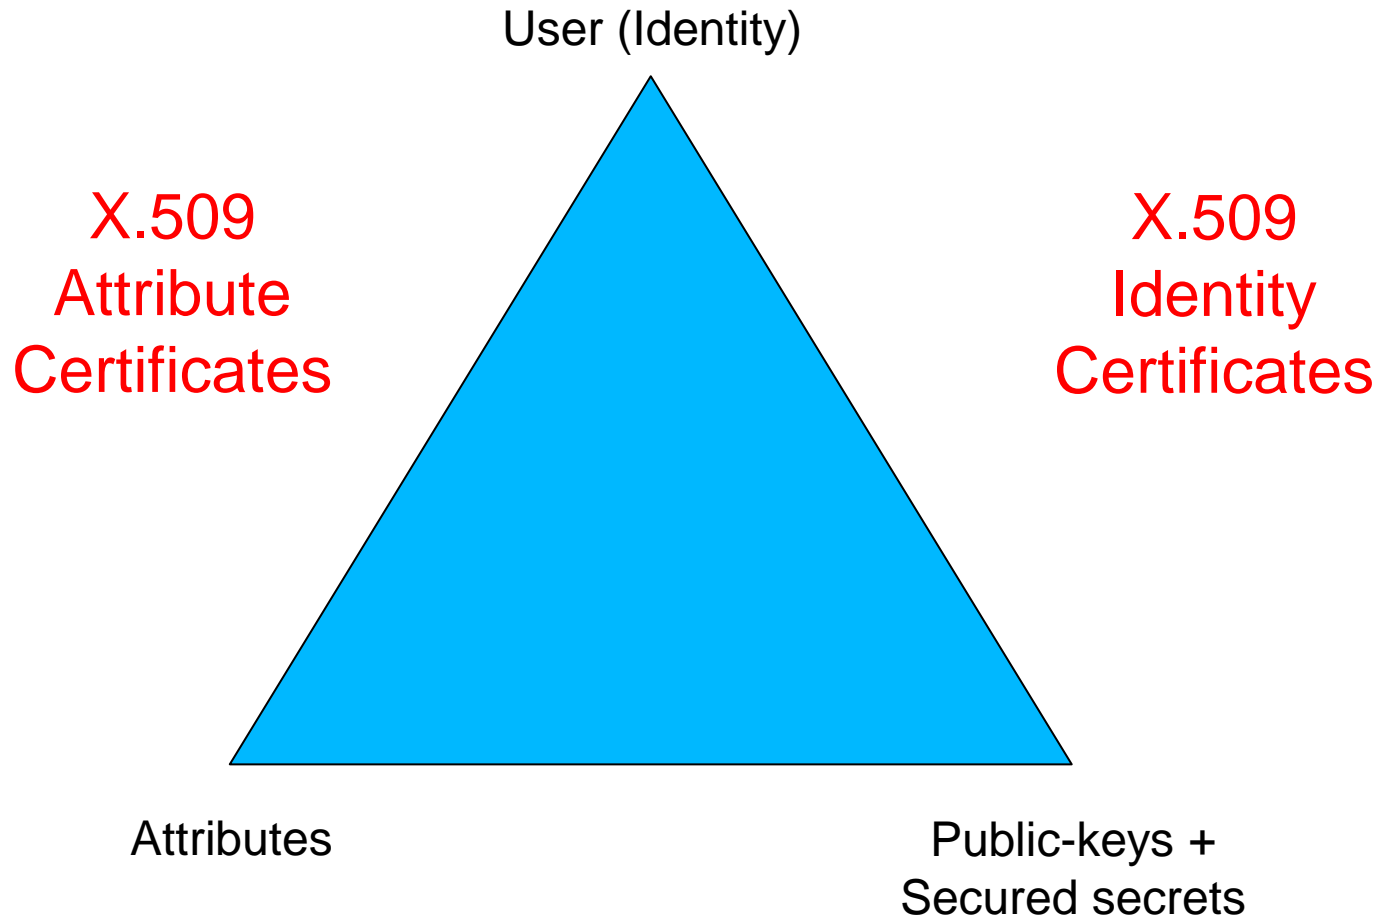 User (Identity)
X.509
Attribute
Certificates
X.509
Identity
Certificates
Attributes
Public-keys +
Secured secrets